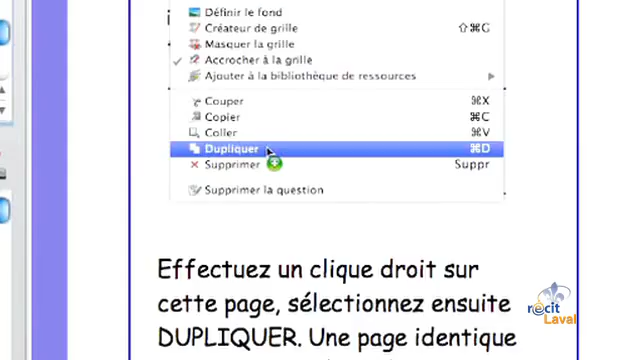 Définir le fond
Créateur de grille ⇧⌘G
Masquer la grille
✓ Accrocher à la grille
Ajouter à la bibliothèque de ressources ▶
Couper ⌘X
Copier ⌘C
Coller ⌘V
Dupliquer ⌘D
Supprimer Suppr
Supprimer la question
Effectuez un clique droit sur
cette page, sélectionnez ensuite
DUPLIQUER. Une page identique
récit
Laval